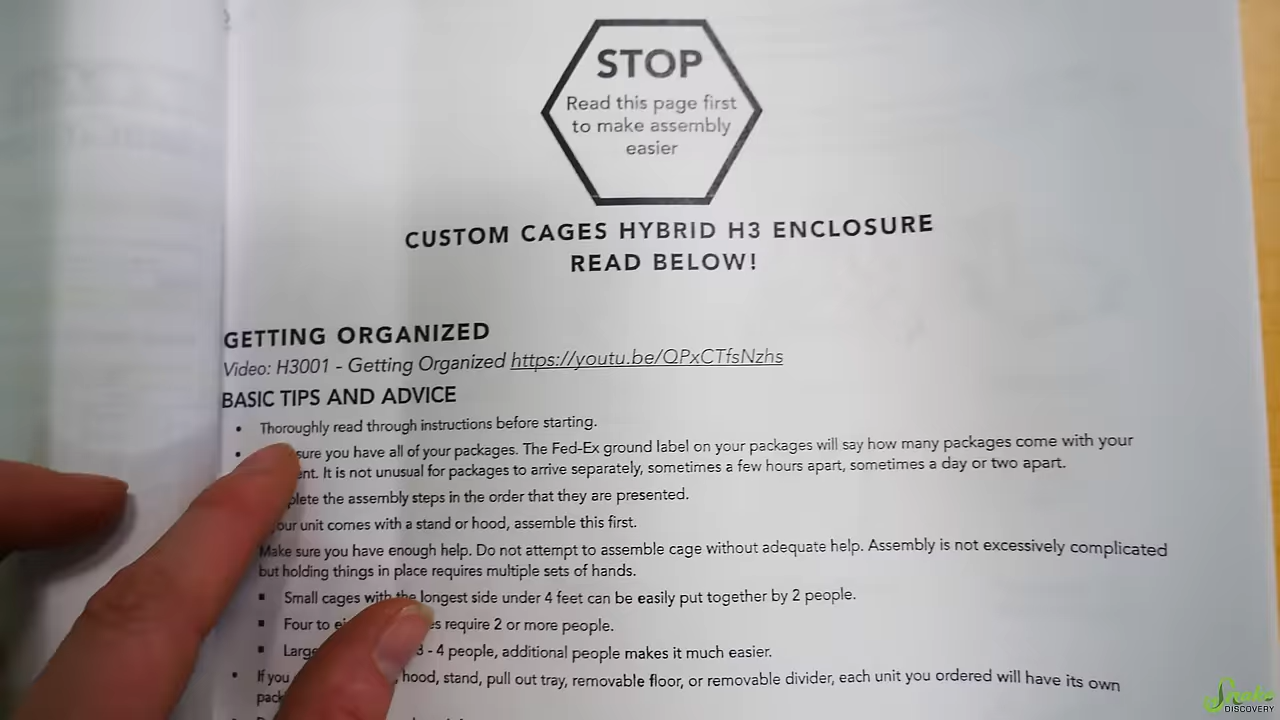 STOP
Read this page first
to make assembly
easier
CUSTOM CAGES HYBRID H3 ENCLOSURE
READ BELOW!
GETTING ORGANIZED
Video: H3001 - Getting Organized https://youtu.be/QPxCTfsNzhs
BASIC TIPS AND ADVICE
• Thoroughly read through instructions before starting.
• sure you have all of your packages. The Fed-Ex ground label on your packages will say how many packages come with your
It is not unusual for packages to arrive separately, sometimes a few hours apart, sometimes a day or two apart.
the assembly steps in the order that they are presented.
your unit comes with a stand or hood, assemble this first.
Make sure you have enough help. Do not attempt to assemble cage without adequate help. Assembly is not excessively complicated
but holding things in place requires multiple sets of hands.
▪ Small cages with the longest side under 4 feet can be easily put together by 2 people.
▪ Four to require 2 or more people.
▪ 3 - 4 people, additional people makes it much easier.
• If you hood, stand, pull out tray, removable floor, or removable divider, each unit you ordered will have its own
Snake
DISCOVERY